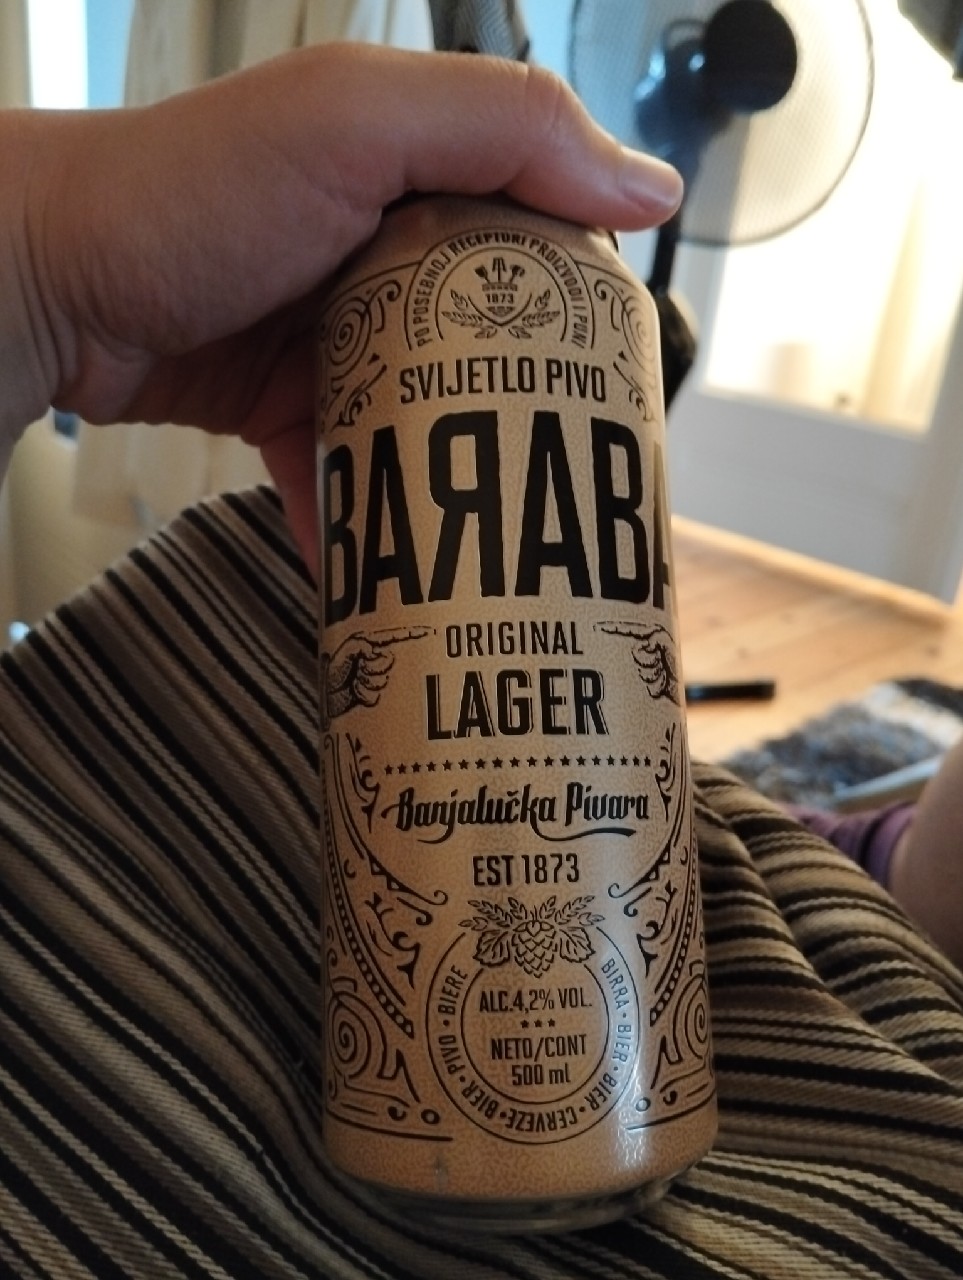 PO POSEBNOJ RECEPTURI PROIZVODI I PUNI
1873
SVIJETLO PIVO
BAЯABA
ORIGINAL
LAGER
Banjalučka Pivara
EST 1873
PIVO • BIERE
BIRRA • BIER • BIER • CERVEZE • BIER •
ALC.4,2% VOL.
NETO/CONT
500 ml